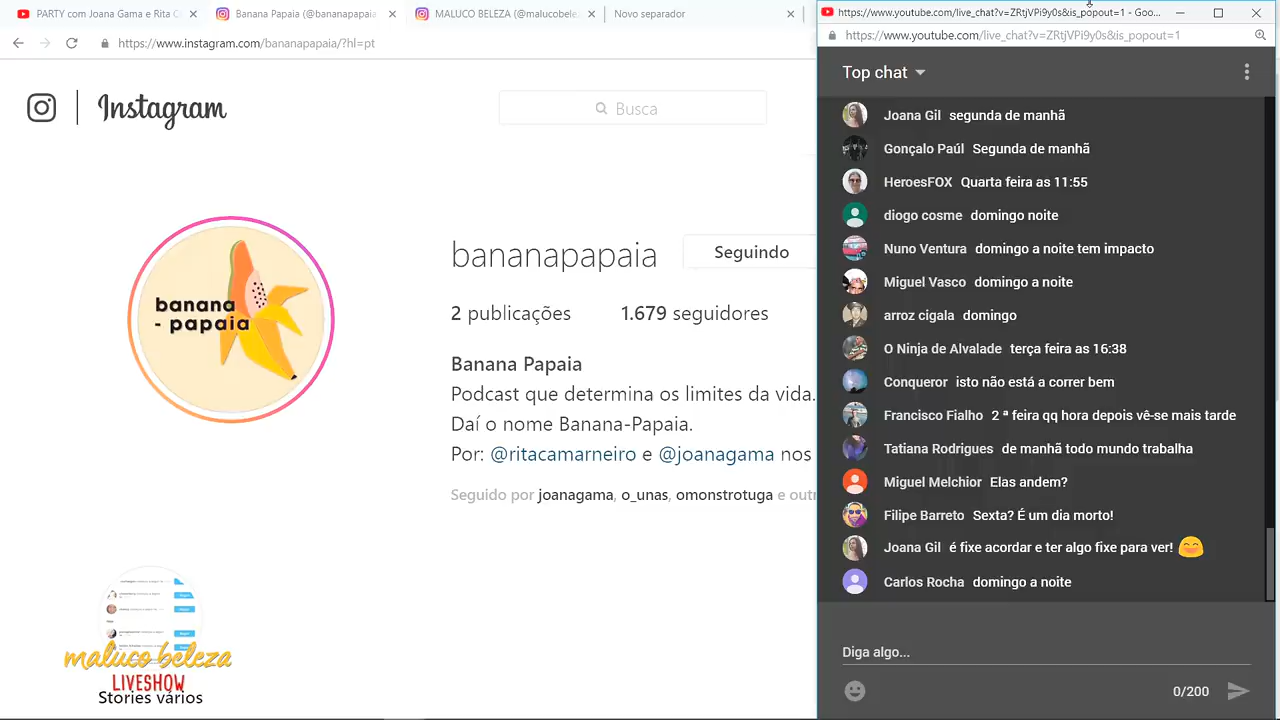 PARTY com Joana Gama e Rita C
Banana Papaia (@bananapapaia
MALUCO BELEZA (@malucobele
Novo separador
https://www.instagram.com/bananapapaia/?hl=pt
Instagram
Busca
bananapapaia
Seguindo
2 publicações 1.679 seguidores
Banana Papaia
Podcast que determina os limites da vida.
Daí o nome Banana-Papaia.
Por: @ritacamarneiro e @joanagama nos
Seguido por joanagama, o_unas, omonstrotuga e outr
banana
- papaia
maluco beleza
LIVESHOW
Stories vários
https://www.youtube.com/live_chat?v=ZRtjVPi9y0s&is_popout=1 - Goo...
https://www.youtube.com/live_chat?v=ZRtjVPi9y0s&is_popout=1
Top chat
Joana Gil segunda de manhã
Gonçalo Paúl Segunda de manhã
HeroesFOX Quarta feira as 11:55
diogo cosme domingo noite
Nuno Ventura domingo a noite tem impacto
Miguel Vasco domingo a noite
arroz cigala domingo
O Ninja de Alvalade terça feira as 16:38
Conqueror isto não está a correr bem
Francisco Fialho 2 ª feira qq hora depois vê-se mais tarde
Tatiana Rodrigues de manhã todo mundo trabalha
Miguel Melchior Elas andem?
Filipe Barreto Sexta? É um dia morto!
Joana Gil é fixe acordar e ter algo fixe para ver! 😊
Carlos Rocha domingo a noite
Diga algo...
0/200